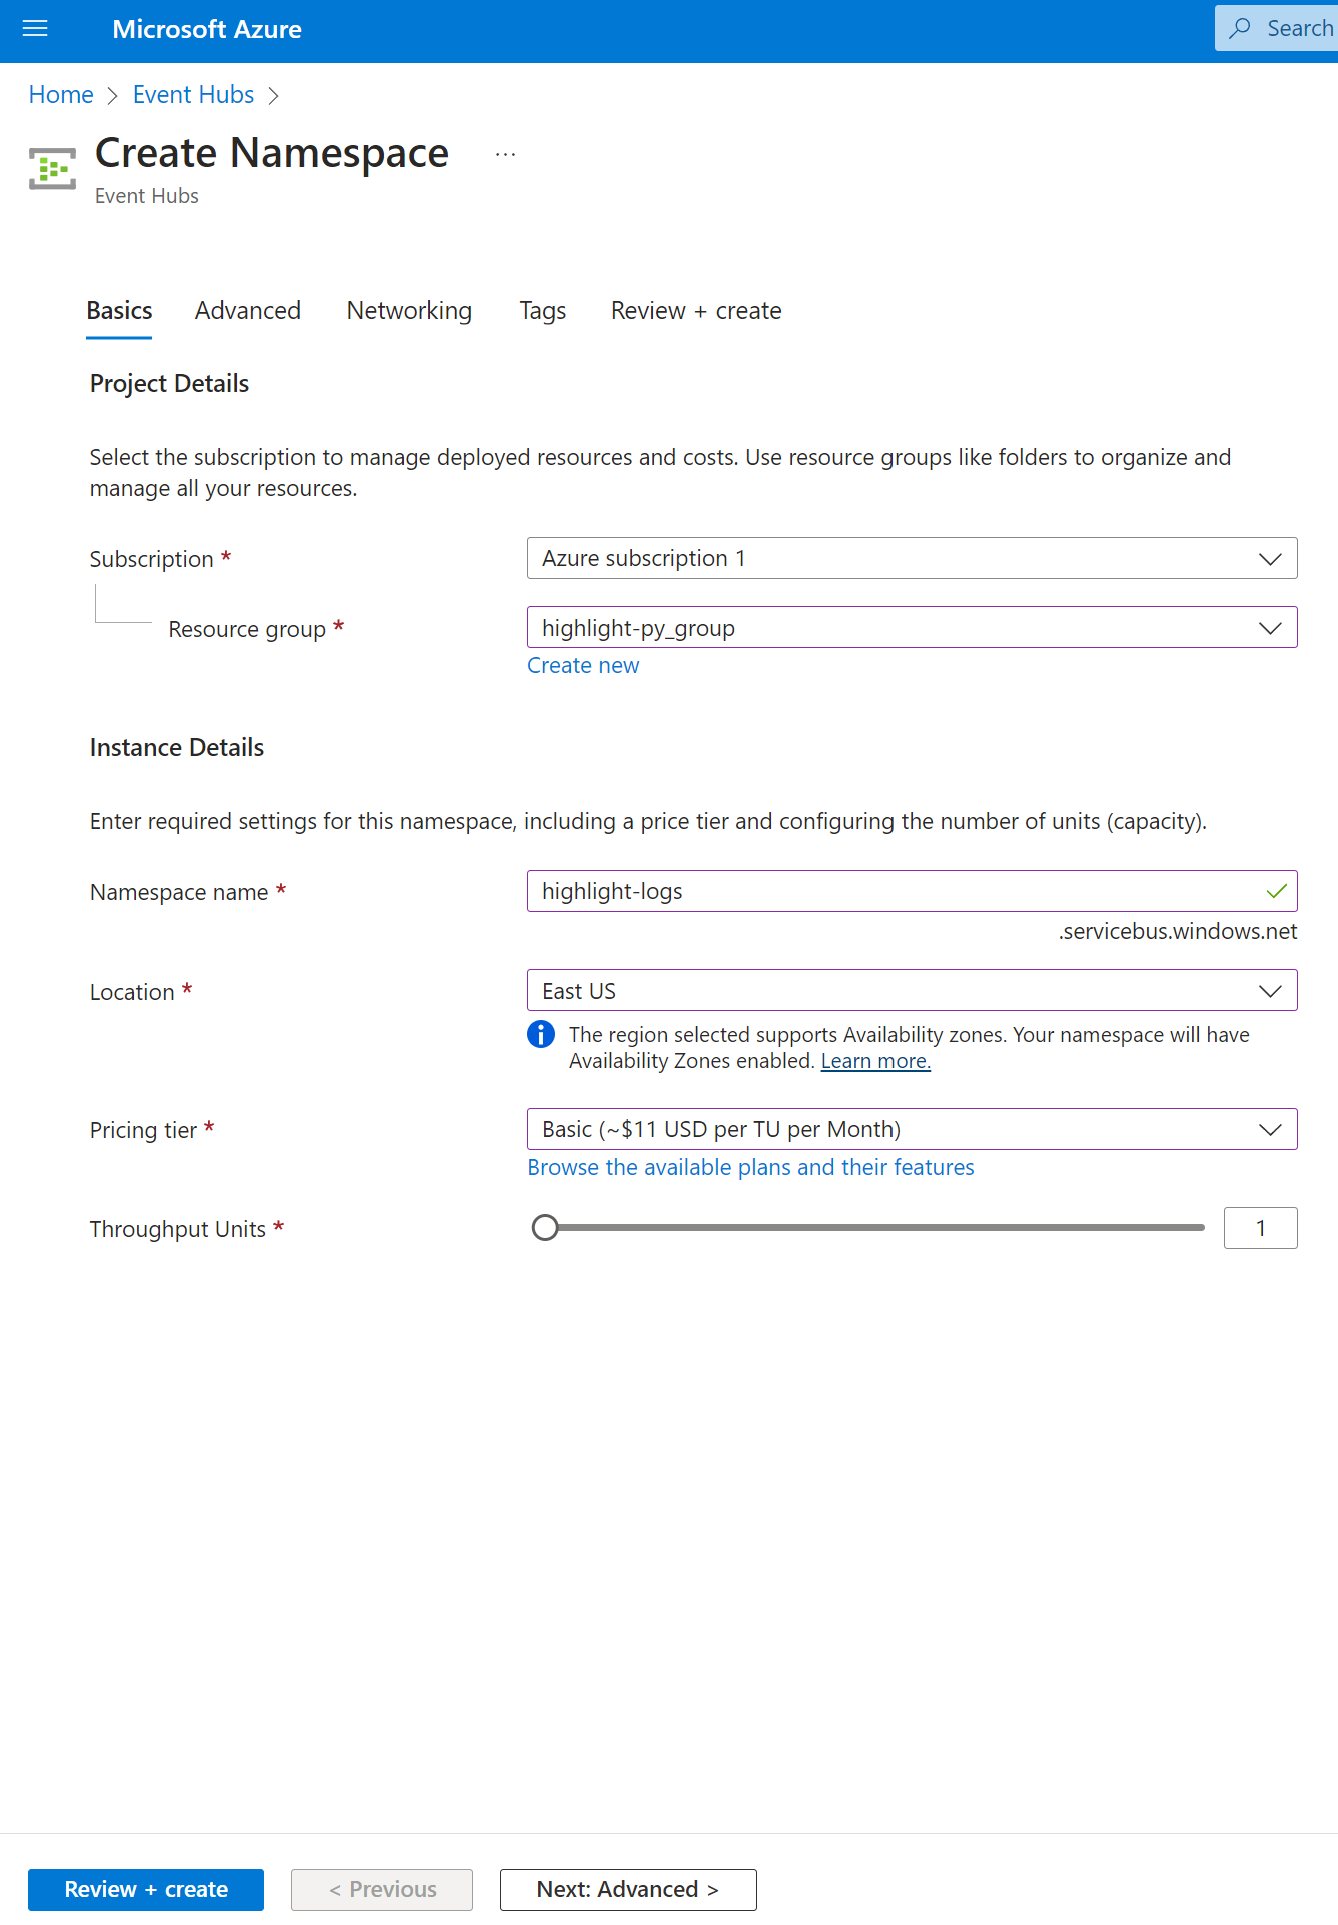 Microsoft Azure
Search
Home > Event Hubs >
Create Namespace ...
Event Hubs
Basics Advanced Networking Tags Review + create
Project Details
Select the subscription to manage deployed resources and costs. Use resource groups like folders to organize and
manage all your resources.
Subscription * Azure subscription 1
Resource group * highlight-py_group
Create new
Instance Details
Enter required settings for this namespace, including a price tier and configuring the number of units (capacity).
Namespace name * highlight-logs
.servicebus.windows.net
Location * East US
The region selected supports Availability zones. Your namespace will have
Availability Zones enabled. Learn more.
Pricing tier * Basic (~$11 USD per TU per Month)
Browse the available plans and their features
Throughput Units * 1
Review + create < Previous Next: Advanced >